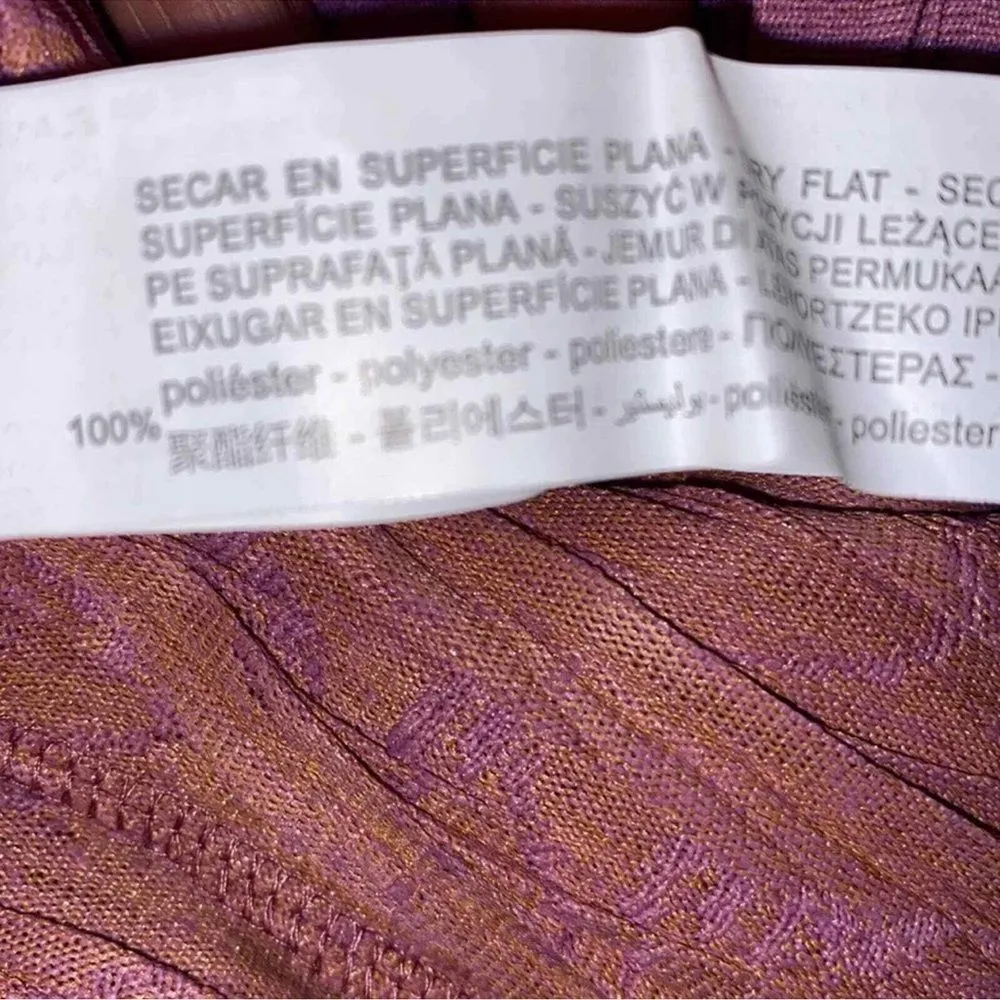 SECAR EN SUPERFICIE PLANA - DRY FLAT - SEC
SUPERFÍCIE PLANA - SUSZYĆ W POZYCJI LEŻĄCE
PE SUPRAFAȚĂ PLANĂ - JEMUR DI ATAS PERMUKAA
EIXUGAR EN SUPERFÍCIE PLANA - LEHORTZEKO IP
poliéster - polyester - poliestere - ΠΟΛΥΕΣΤΕΡΑΣ -
100% 聚酯纤维 - 폴리에스터 - بوليستر - poliester - poliester